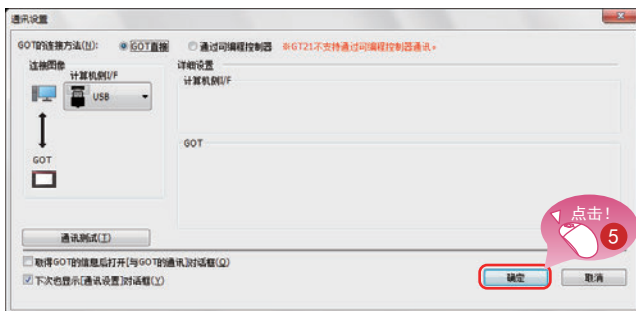 通讯设置
GOT的连接方法(H): GOT直接 通过可编程控制器 ※GT21不支持通过可编程控制器通讯。
连接图像
计算机侧I/F
USB
GOT
详细设置
计算机侧I/F
GOT
通讯测试(T)
取得GOT的信息后打开[与GOT的通讯]对话框(Q)
下次也显示[通讯设置]对话框(Y)
点击!
5
确定
取消